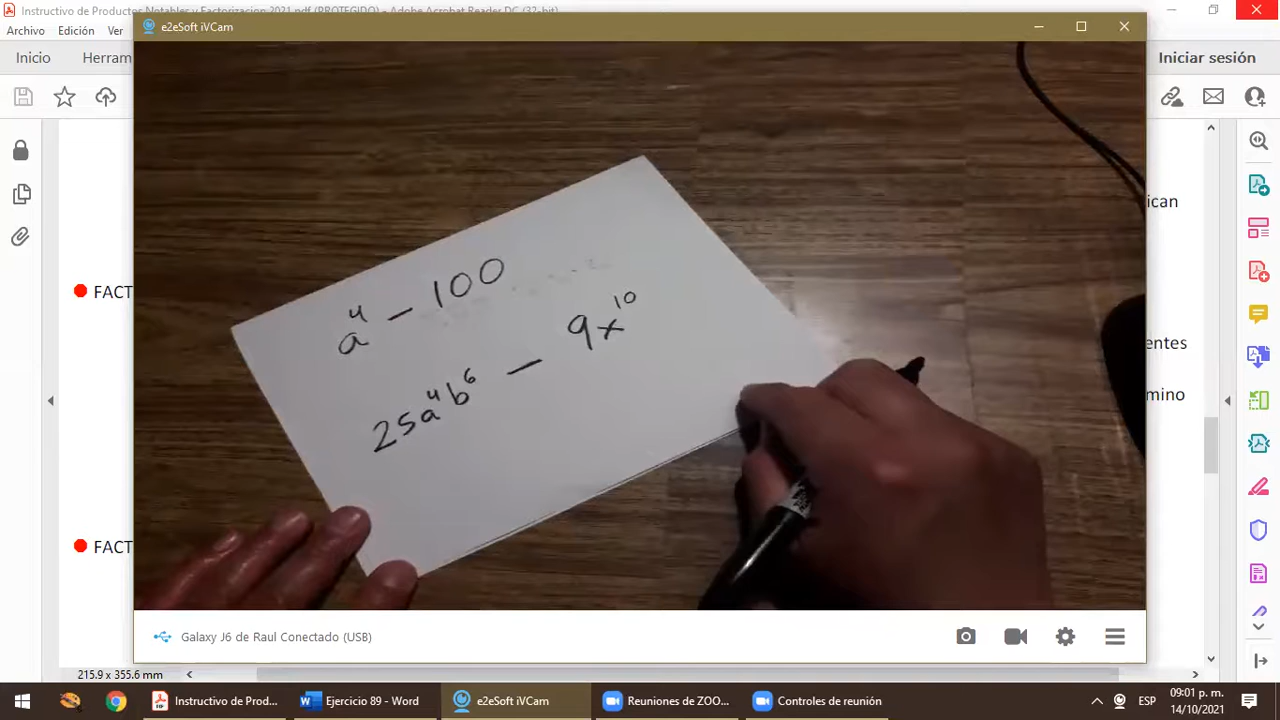 Instructivo de Productos Notables y Factorizacion 2021.pdf (PROTEGIDO) - Adobe Acrobat Reader DC (32-bit)
e2eSoft iVCam
Archivo Edición Ver
Inicio Herram
Iniciar sesión
ican
FACT
a⁴ - 100
25a⁴b⁶ - 9x¹⁰
entes
mino
FACT
Galaxy J6 de Raul Conectado (USB)
215.9 x 355.6 mm
Instructivo de Prod... Ejercicio 89 - Word e2eSoft iVCam Reuniones de ZOO... Controles de reunión ESP 09:01 p. m.
14/10/2021